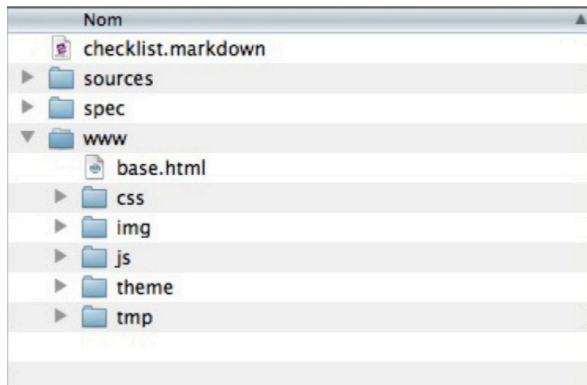 Nom
checklist.markdown
sources
spec
www
base.html
css
img
js
theme
tmp